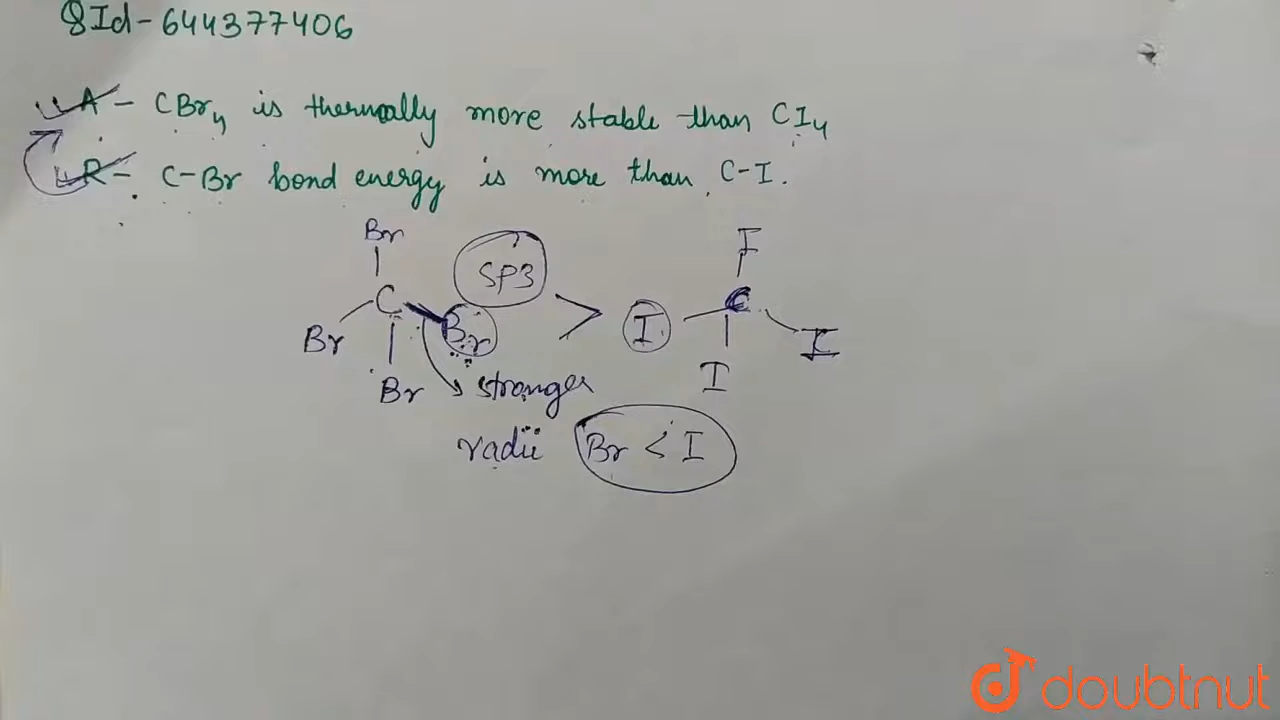 QId-644377406
A - CBr4 is thermally more stable than CI4
R - C-Br bond energy is more than C-I.
Br
SP3
I
C
C
Br
Br
>
I
I
Br
I
stronger
radii Br < I
doubtnut